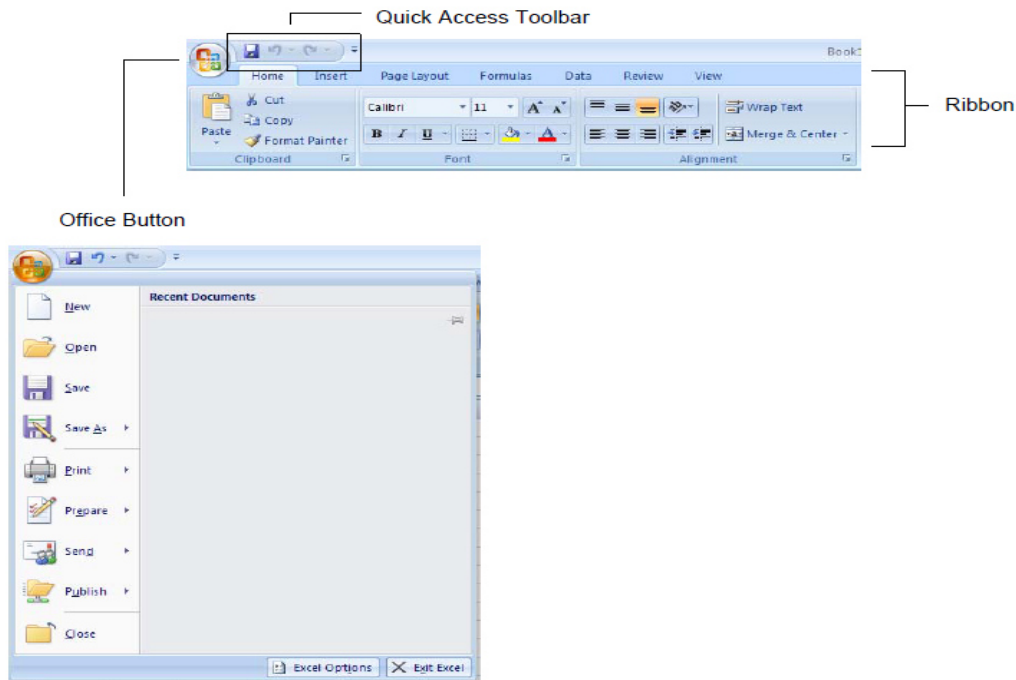 Quick Access Toolbar
Book
Home Insert Page Layout Formulas Data Review View
Ribbon
Cut
Calibri 11 A A
Wrap Text
Copy
Paste
B I U A
Merge & Center
Format Painter
Clipboard Font Alignment
Office Button
Recent Documents
New
Open
Save
Save As
Print
Prepare
Send
Publish
Close
Excel Options Exit Excel